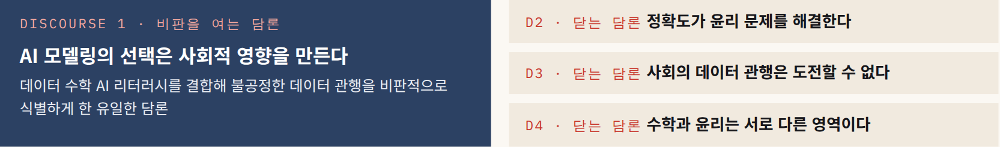 DISCOURSE 1 · 비판을 여는 담론
AI 모델링의 선택은 사회적 영향을 만든다
데이터 수학 AI 리터러시를 결합해 불공정한 데이터 관행을 비판적으로
식별하게 한 유일한 담론
D2 · 닫는 담론 정확도가 윤리 문제를 해결한다
D3 · 닫는 담론 사회의 데이터 관행은 도전할 수 없다
D4 · 닫는 담론 수학과 윤리는 서로 다른 영역이다